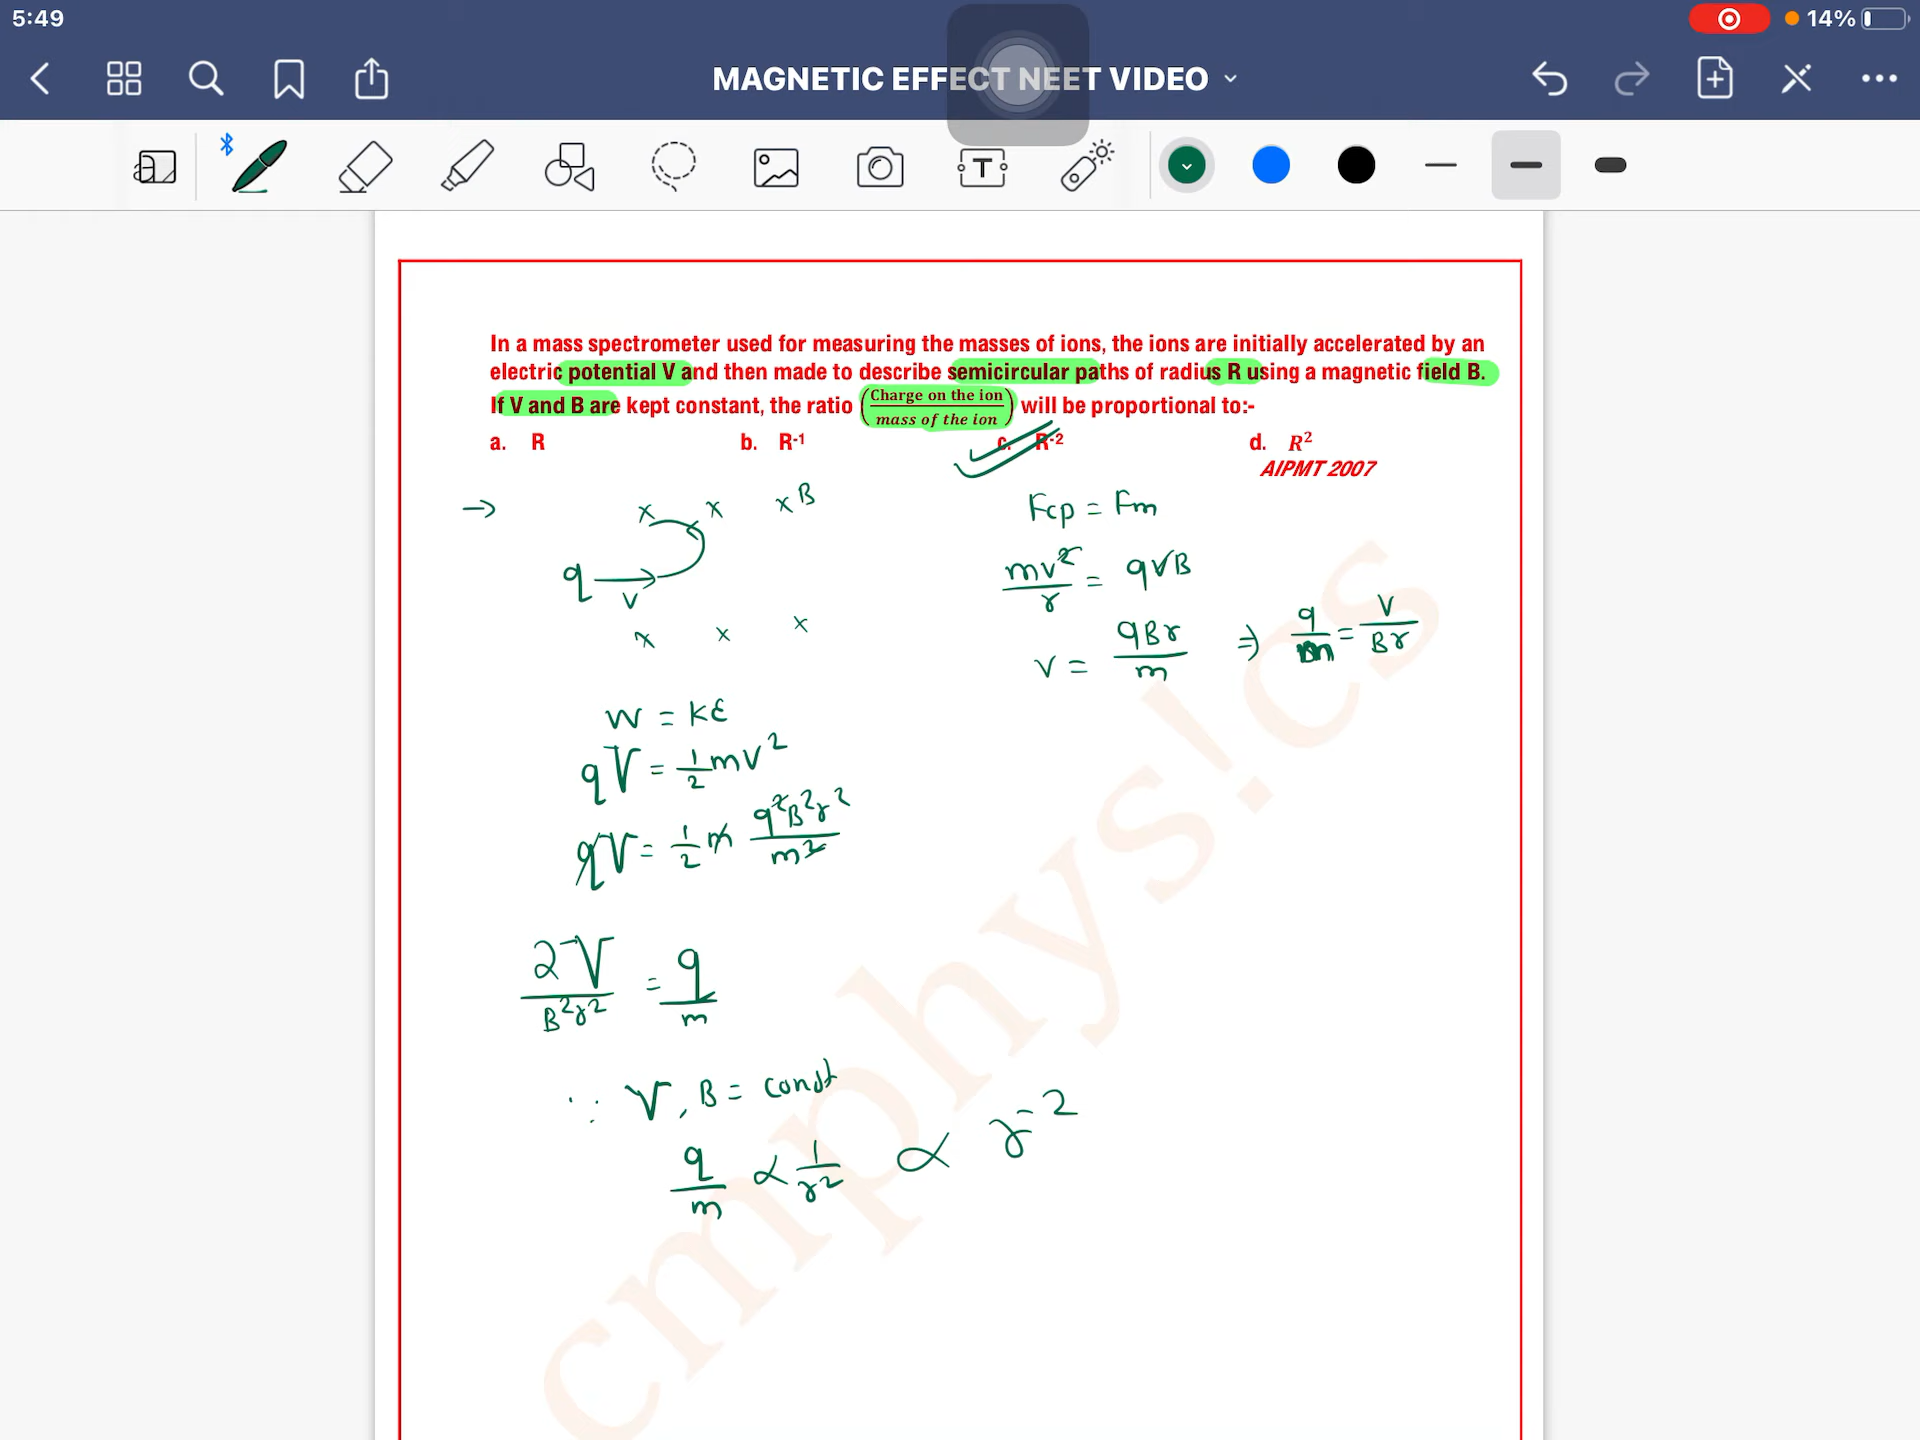 5:49
14%
MAGNETIC EFFECT NEET VIDEO
In a mass spectrometer used for measuring the masses of ions, the ions are initially accelerated by an
electric potential V and then made to describe semicircular paths of radius R using a magnetic field B.
If V and B are kept constant, the ratio (Charge on the ion / mass of the ion) will be proportional to:-
a. R b. R⁻¹ c. R⁻² d. R²
AIPMT 2007
→ x x x B
q v
x x x
Fcp = Fm
mv²/r = qvB
v = qBr/m ⇒ q/m = v/Br
W = KE
qV = 1/2 mv²
qV = 1/2 m q²B²r²/m²
2V/B²r² = q/m
∵ V, B = const
q/m ∝ 1/r² ∝ r⁻²
cmphys!cs